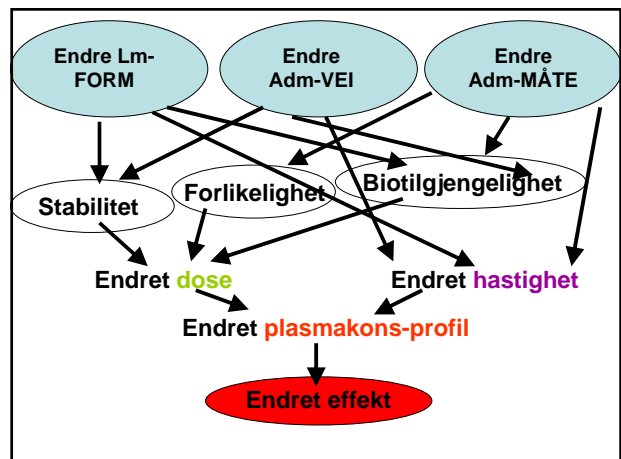 Endre Lm-
FORM
Endre
Adm-VEI
Endre
Adm-MÅTE
Stabilitet
Forlikelighet
Biotilgjengelighet
Endret dose
Endret hastighet
Endret plasmakons-profil
Endret effekt